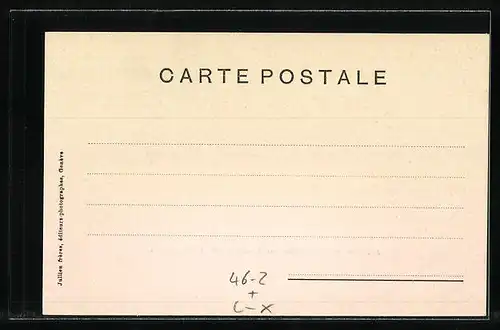 CARTE POSTALE
Jullien frères, éditeurs-photographes, Genève
46-2
+
C-X